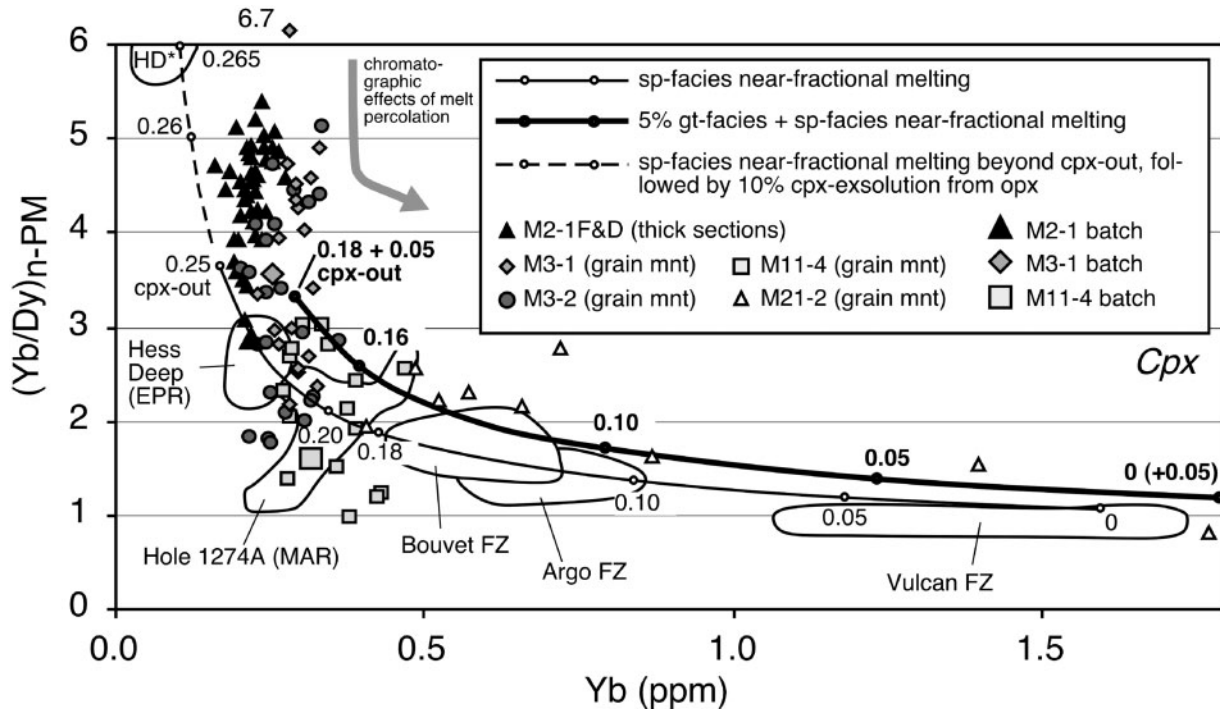 6.7
6
5
4
3
2
1
0
(Yb/Dy)n-PM
HD*
0.265
0.26
0.25
cpx-out
chromato-
graphic
effects of melt
percolation
sp-facies near-fractional melting
5% gt-facies + sp-facies near-fractional melting
sp-facies near-fractional melting beyond cpx-out, fol-
lowed by 10% cpx-exsolution from opx
M2-1F&D (thick sections)
M2-1 batch
M3-1 (grain mnt)
M11-4 (grain mnt)
M3-1 batch
M3-2 (grain mnt)
M21-2 (grain mnt)
M11-4 batch
0.18 + 0.05
cpx-out
0.16
Cpx
Hess
Deep
(EPR)
0.20
0.18
0.10
0.05
0 (+0.05)
0.10
0.05
0
Hole 1274A (MAR)
Bouvet FZ
Argo FZ
Vulcan FZ
0.0
0.5
1.0
1.5
Yb (ppm)